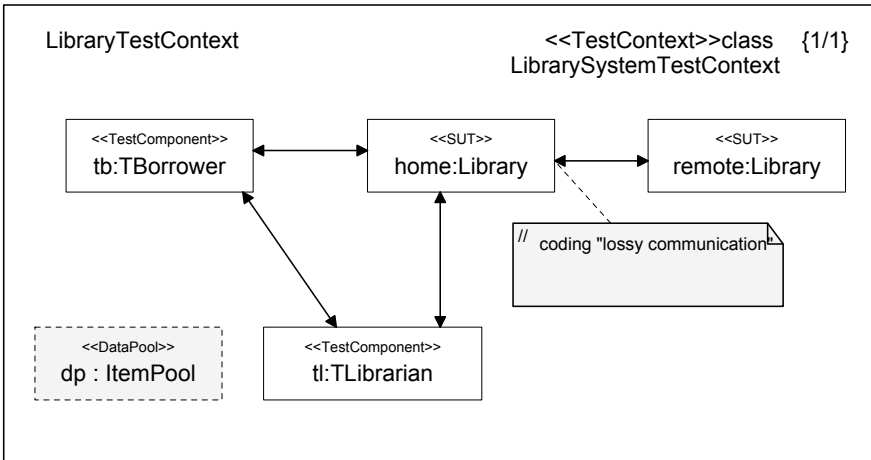 LibraryTestContext
<<TestContext>>class {1/1}
LibrarySystemTestContext
<<TestComponent>>
tb:TBorrower
<<SUT>>
home:Library
<<SUT>>
remote:Library
// coding "lossy communication"
<<DataPool>>
dp : ItemPool
<<TestComponent>>
tl:TLibrarian